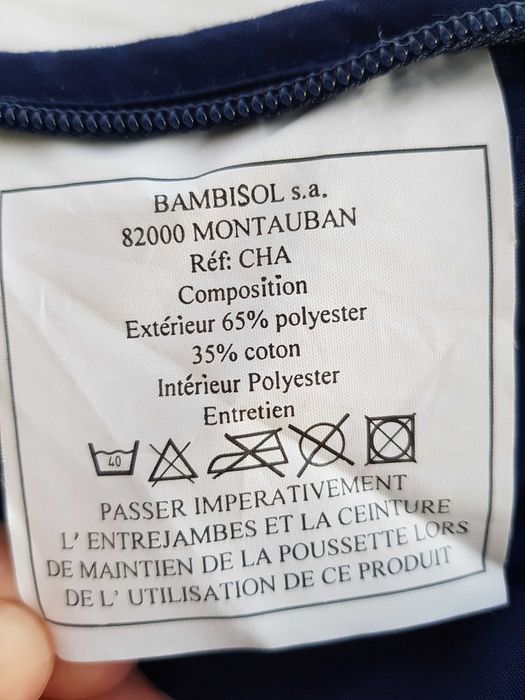 BAMBISOL s.a.
82000 MONTAUBAN
Réf: CHA
Composition
Extérieur 65% polyester
35% coton
Intérieur Polyester
Entretien
40
PASSER IMPERATIVEMENT
L' ENTREJAMBES ET LA CEINTURE
DE MAINTIEN DE LA POUSSETTE LORS
DE L' UTILISATION DE CE PRODUIT